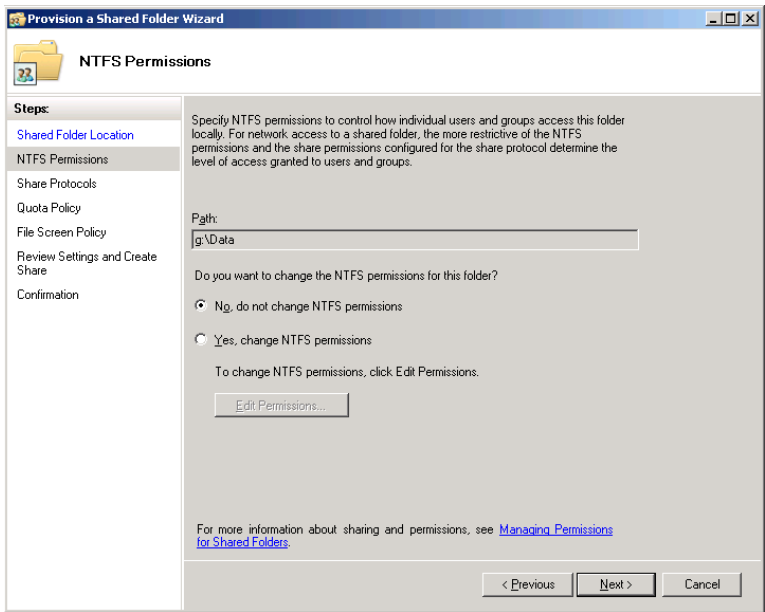 Provision a Shared Folder Wizard
NTFS Permissions
Steps:
Shared Folder Location
NTFS Permissions
Share Protocols
Quota Policy
File Screen Policy
Review Settings and Create
Share
Confirmation
Specify NTFS permissions to control how individual users and groups access this folder
locally. For network access to a shared folder, the more restrictive of the NTFS
permissions and the share permissions configured for the share protocol determine the
level of access granted to users and groups.
Path:
g:\Data
Do you want to change the NTFS permissions for this folder?
No, do not change NTFS permissions
Yes, change NTFS permissions
To change NTFS permissions, click Edit Permissions.
Edit Permissions...
For more information about sharing and permissions, see Managing Permissions
for Shared Folders.
< Previous
Next >
Cancel